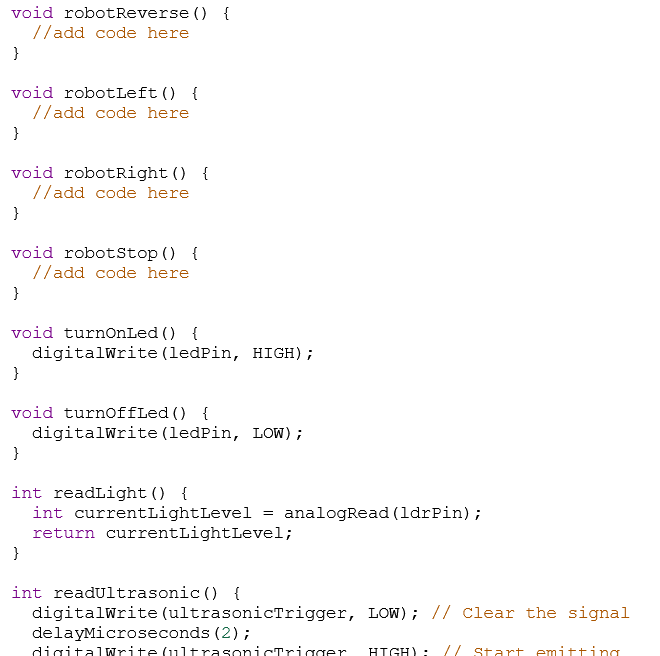 void robotReverse() {
  //add code here
}

void robotLeft() {
  //add code here
}

void robotRight() {
  //add code here
}

void robotStop() {
  //add code here
}

void turnOnLed() {
  digitalWrite(ledPin, HIGH);
}

void turnOffLed() {
  digitalWrite(ledPin, LOW);
}

int readLight() {
  int currentLightLevel = analogRead(ldrPin);
  return currentLightLevel;
}

int readUltrasonic() {
  digitalWrite(ultrasonicTrigger, LOW); // Clear the signal
  delayMicroseconds(2);
  digitalWrite(ultrasonicTrigger, HIGH); // Start emitting